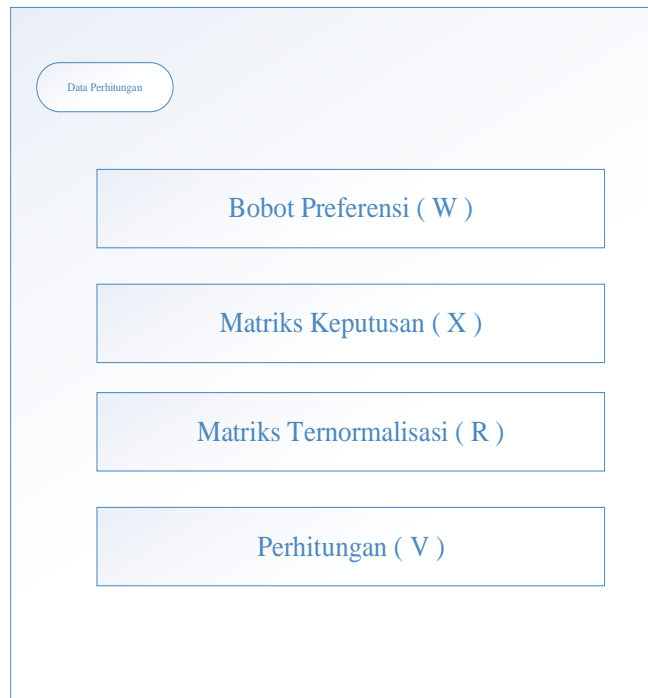 Data Perhitungan
Bobot Preferensi ( W )
Matriks Keputusan ( X )
Matriks Ternormalisasi ( R )
Perhitungan ( V )